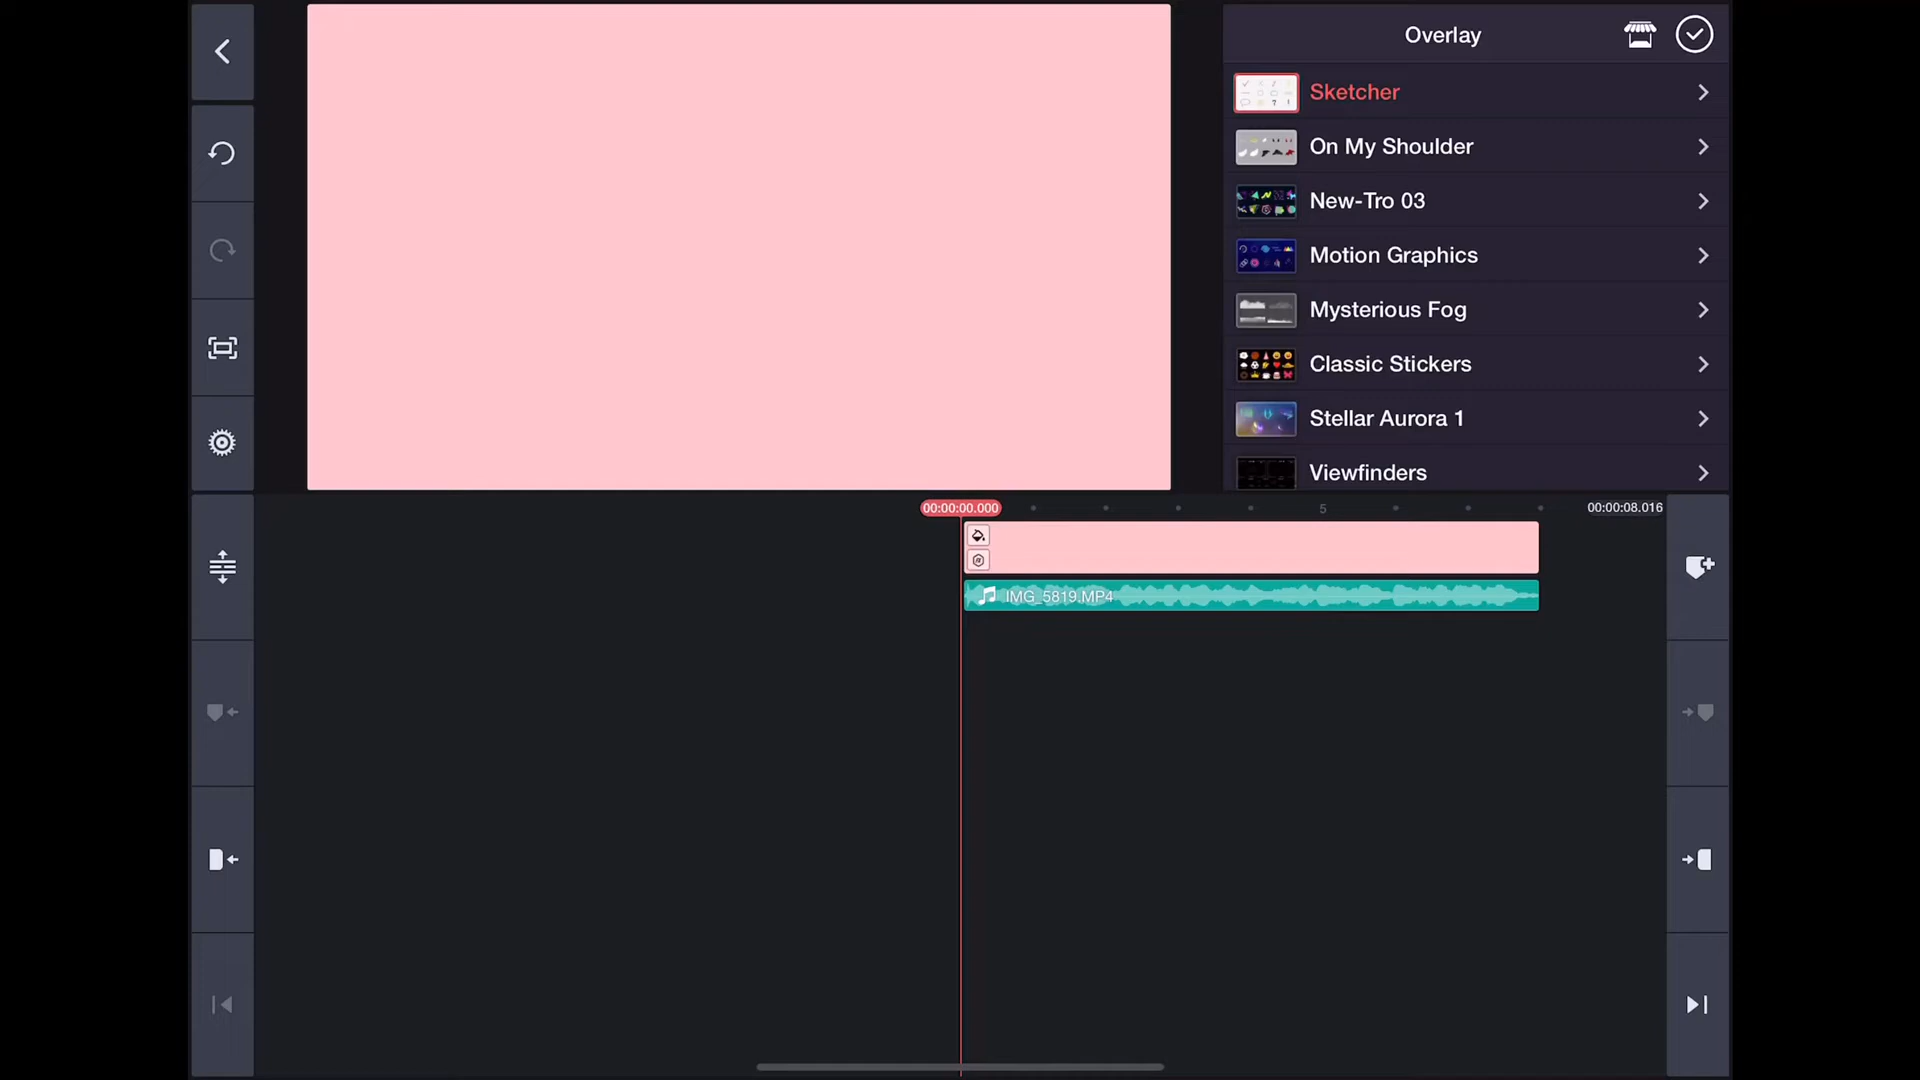 Overlay
Sketcher
On My Shoulder
New-Tro 03
Motion Graphics
Mysterious Fog
Classic Stickers
Stellar Aurora 1
Viewfinders
00:00:00.000
5
00:00:08.016
IMG_5819.MP4